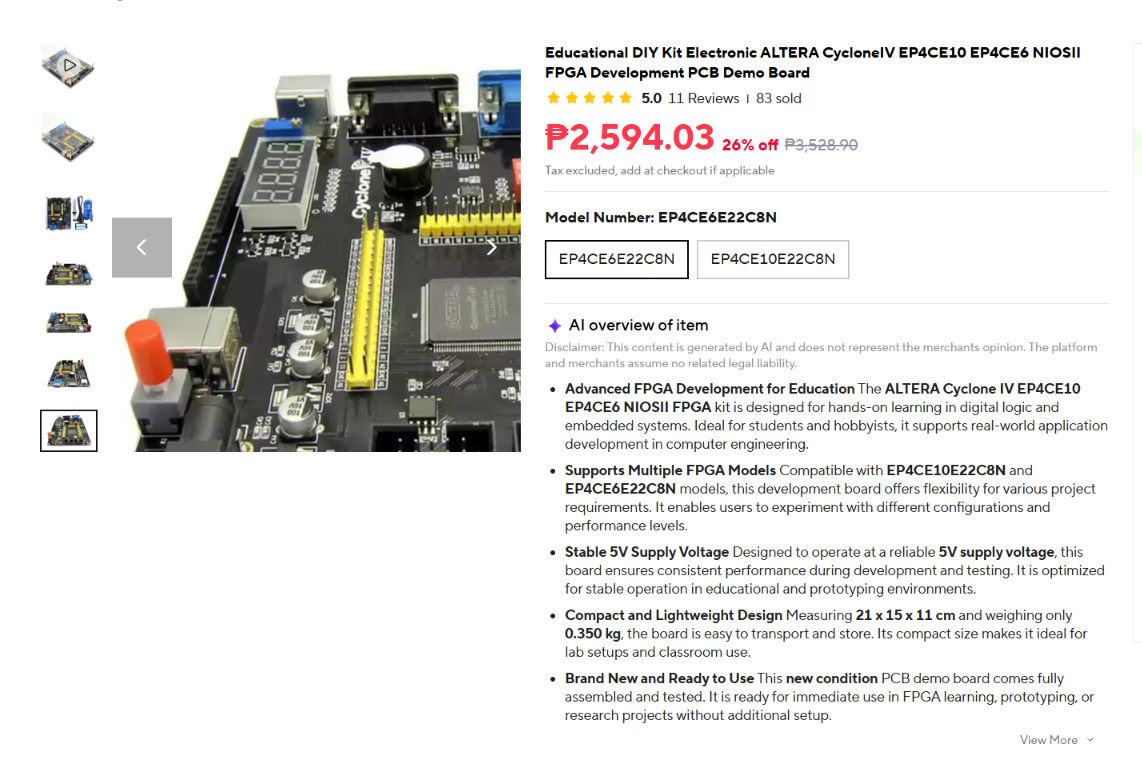 Educational DIY Kit Electronic ALTERA CycloneIV EP4CE10 EP4CE6 NIOSII
FPGA Development PCB Demo Board
5.0 11 Reviews | 83 sold
₱2,594.03 26% off ₱3,528.90
Tax excluded, add at checkout if applicable
Model Number: EP4CE6E22C8N
EP4CE6E22C8N EP4CE10E22C8N
AI overview of item
Disclaimer: This content is generated by AI and does not represent the merchants opinion. The platform
and merchants assume no related legal liability.
• Advanced FPGA Development for Education The ALTERA Cyclone IV EP4CE10
EP4CE6 NIOSII FPGA kit is designed for hands-on learning in digital logic and
embedded systems. Ideal for students and hobbyists, it supports real-world application
development in computer engineering.
• Supports Multiple FPGA Models Compatible with EP4CE10E22C8N and
EP4CE6E22C8N models, this development board offers flexibility for various project
requirements. It enables users to experiment with different configurations and
performance levels.
• Stable 5V Supply Voltage Designed to operate at a reliable 5V supply voltage, this
board ensures consistent performance during development and testing. It is optimized
for stable operation in educational and prototyping environments.
• Compact and Lightweight Design Measuring 21 x 15 x 11 cm and weighing only
0.350 kg, the board is easy to transport and store. Its compact size makes it ideal for
lab setups and classroom use.
• Brand New and Ready to Use This new condition PCB demo board comes fully
assembled and tested. It is ready for immediate use in FPGA learning, prototyping, or
research projects without additional setup.
View More
Cyclone